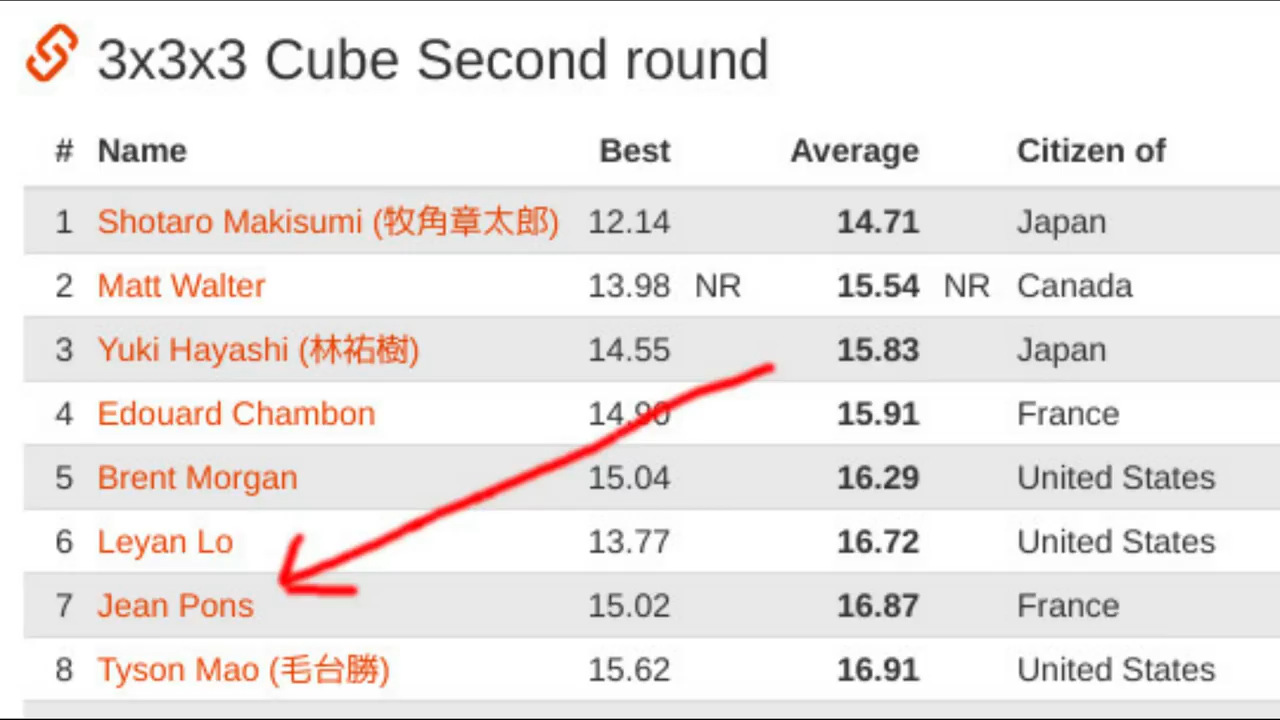 3x3x3 Cube Second round
# Name Best Average Citizen of
1 Shotaro Makisumi (牧角章太郎) 12.14 14.71 Japan
2 Matt Walter 13.98 NR 15.54 NR Canada
3 Yuki Hayashi (林祐樹) 14.55 15.83 Japan
4 Edouard Chambon 14.90 15.91 France
5 Brent Morgan 15.04 16.29 United States
6 Leyan Lo 13.77 16.72 United States
7 Jean Pons 15.02 16.87 France
8 Tyson Mao (毛台勝) 15.62 16.91 United States